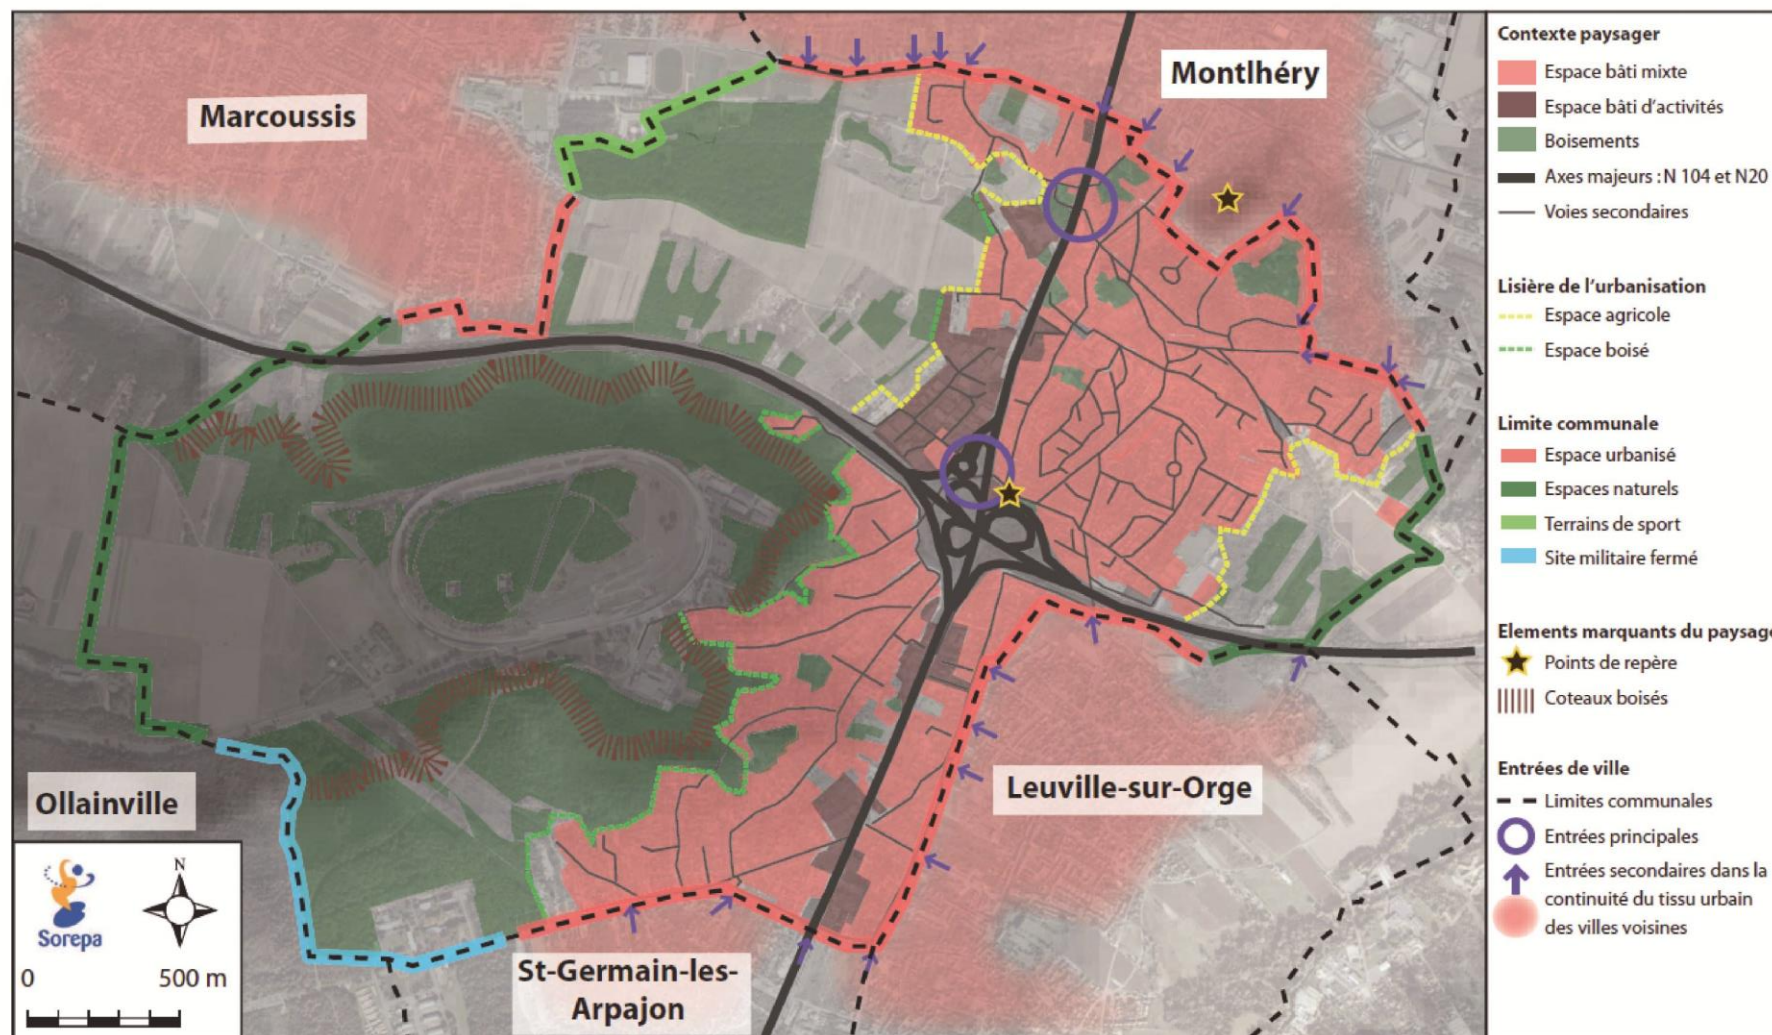 Marcoussis
Montlhéry
Ollainville
Leuville-sur-Orge
St-Germain-les-
Arpajon
Sorepa
N
0 500 m
Contexte paysager
Espace bâti mixte
Espace bâti d'activités
Boisements
Axes majeurs : N 104 et N20
Voies secondaires
Lisière de l'urbanisation
Espace agricole
Espace boisé
Limite communale
Espace urbanisé
Espaces naturels
Terrains de sport
Site militaire fermé
Elements marquants du paysage
Points de repère
Coteaux boisés
Entrées de ville
Limites communales
Entrées principales
Entrées secondaires dans la
continuité du tissu urbain
des villes voisines